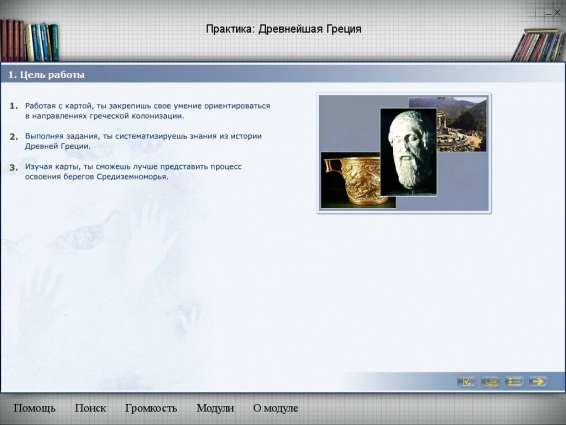 Практика: Древнейшая Греция
1. Цель работы
1. Работая с картой, ты закрепишь свое умение ориентироваться
в направлениях греческой колонизации.
2. Выполняя задания, ты систематизируешь знания из истории
Древней Греции.
3. Изучая карты, ты сможешь лучше представить процесс
освоения берегов Средиземноморья.
Помощь Поиск Громкость Модули О модуле